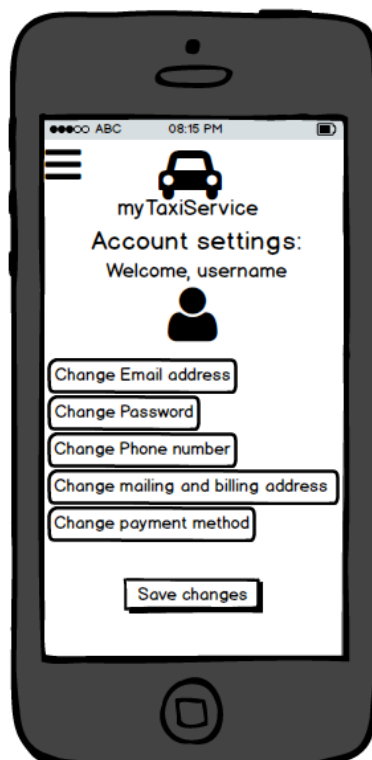 ABC 08:15 PM
myTaxiService
Account settings:
Welcome, username
Change Email address
Change Password
Change Phone number
Change mailing and billing address
Change payment method
Save changes